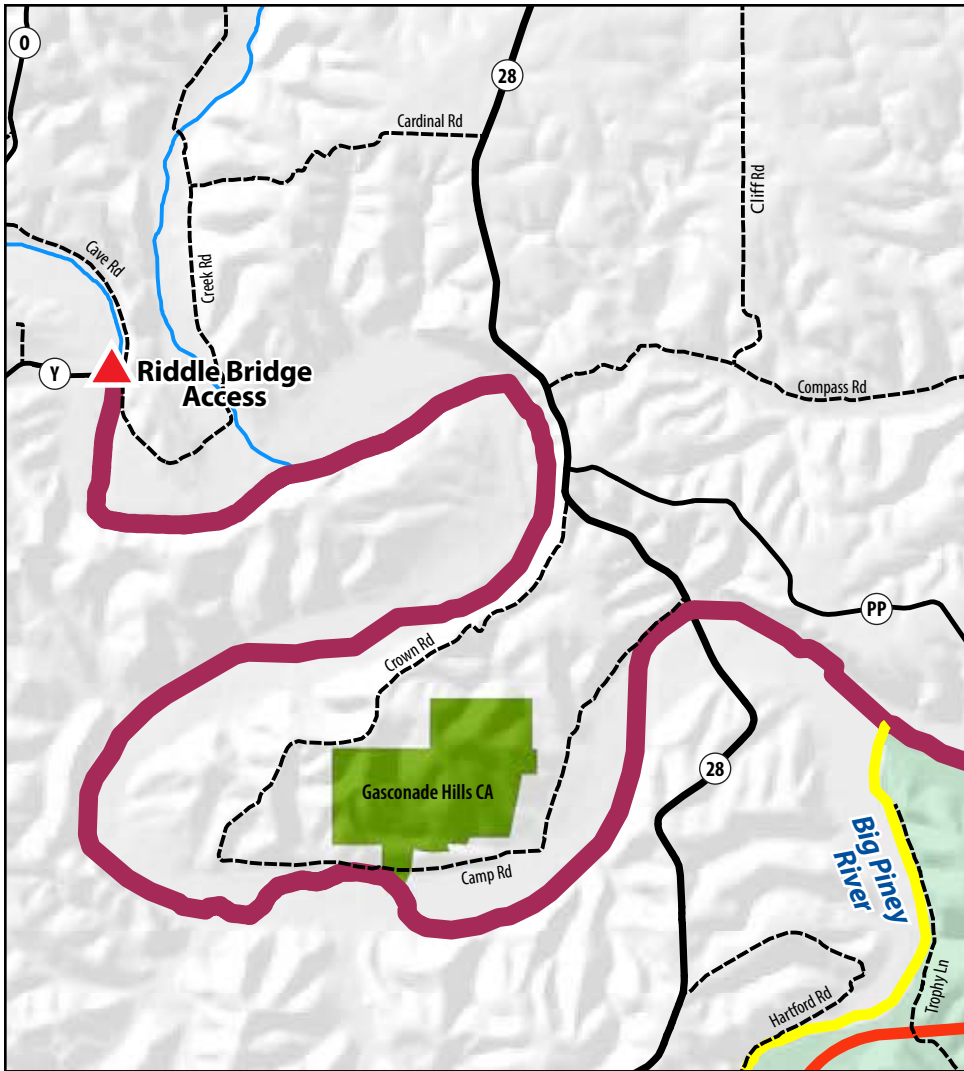 O
28
Cardinal Rd
Cliff Rd
Cave Rd
Creek Rd
Y
Riddle Bridge
Access
Compass Rd
PP
Crown Rd
28
Gasconade Hills CA
Camp Rd
Big Piney
River
Trophy Ln
Hartford Rd